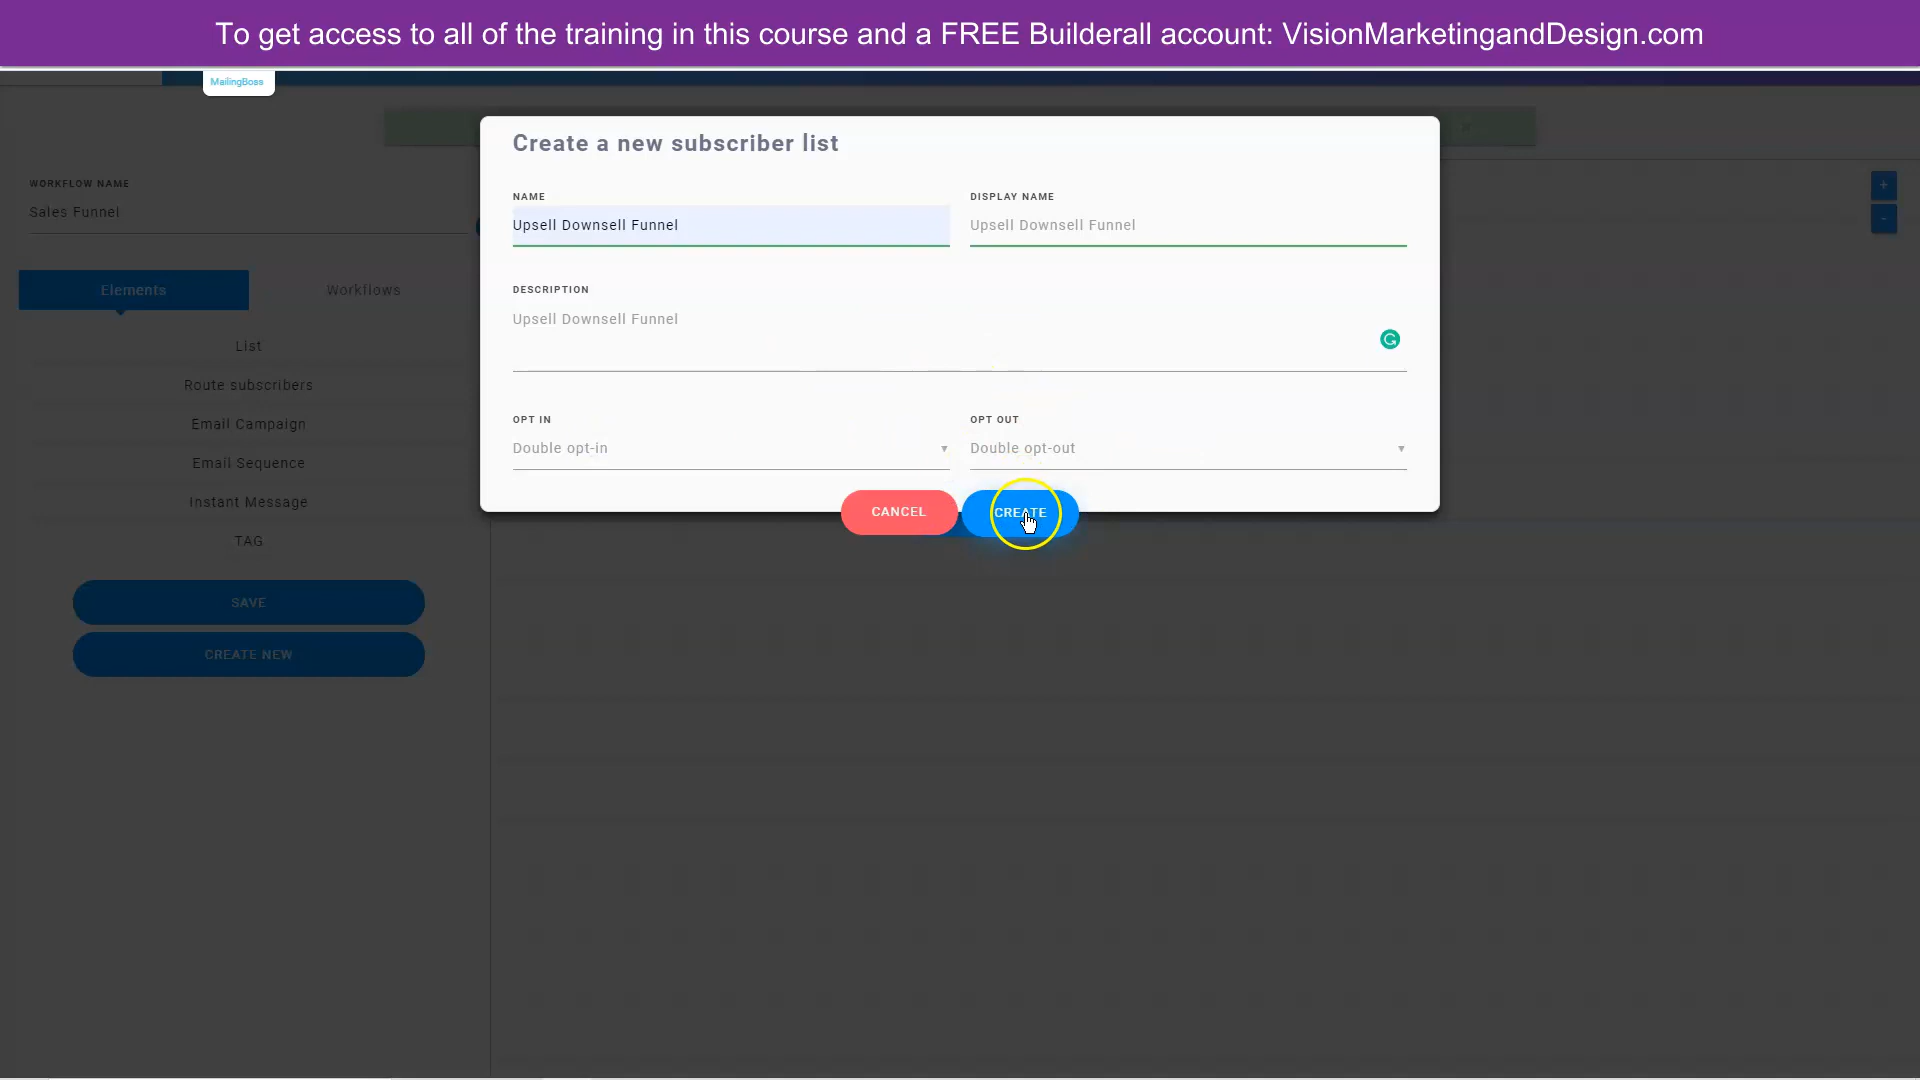 To get access to all of the training in this course and a FREE Builderall account: VisionMarketingandDesign.com
MailingBoss
Create a new subscriber list
WORKFLOW NAME
Sales Funnel
NAME
Upsell Downsell Funnel
DISPLAY NAME
Upsell Downsell Funnel
DESCRIPTION
Upsell Downsell Funnel
Elements
Workflows
List
Route subscribers
Email Campaign
Email Sequence
Instant Message
TAG
OPT IN
Double opt-in
OPT OUT
Double opt-out
CANCEL
CREATE
SAVE
CREATE NEW
+
-